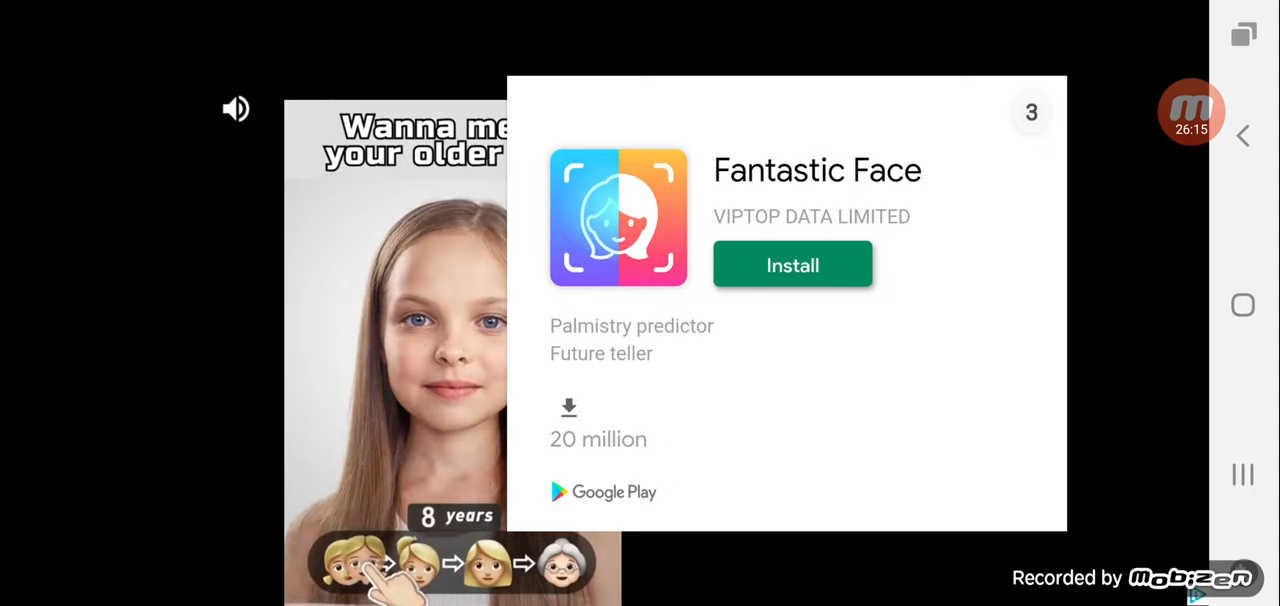 Wanna me
your older
3
Fantastic Face
VIPTOP DATA LIMITED
Install
Palmistry predictor
Future teller
20 million
Google Play
8 years
26:15
Recorded by Mobizen